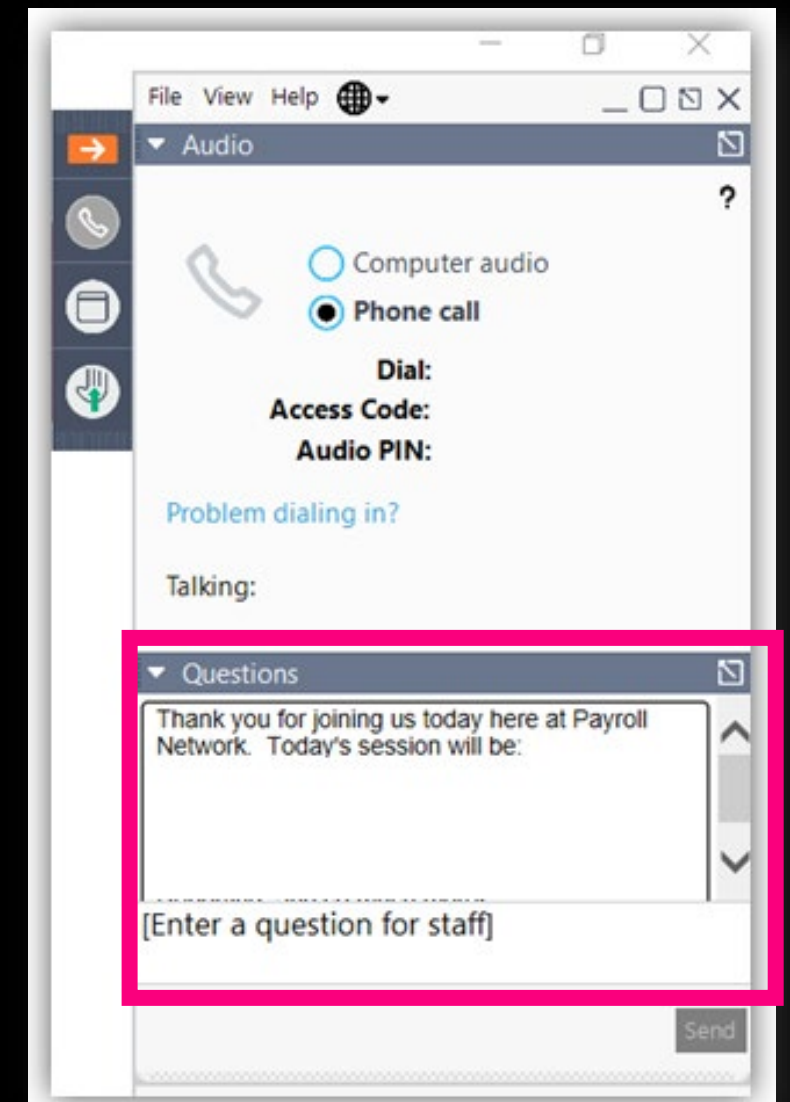 File View Help
Audio
?
Computer audio
Phone call
Dial:
Access Code:
Audio PIN:
Problem dialing in?
Talking:
Questions
Thank you for joining us today here at Payroll
Network. Today's session will be:
[Enter a question for staff]
Send